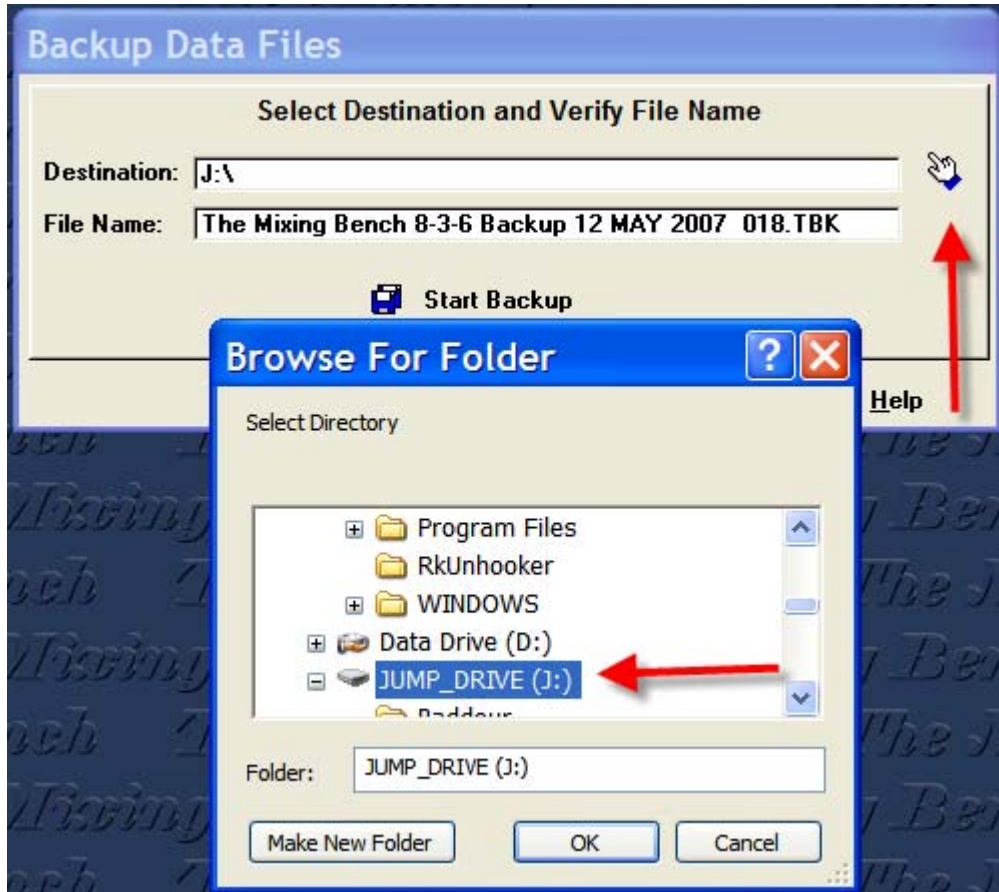 Backup Data Files
Select Destination and Verify File Name
Destination: J:\
File Name: The Mixing Bench 8-3-6 Backup 12 MAY 2007 018.TBK
Start Backup
Help
Browse For Folder
Select Directory
Program Files
RkUnhooker
WINDOWS
Data Drive (D:)
JUMP_DRIVE (J:)
Folder: JUMP_DRIVE (J:)
Make New Folder OK Cancel